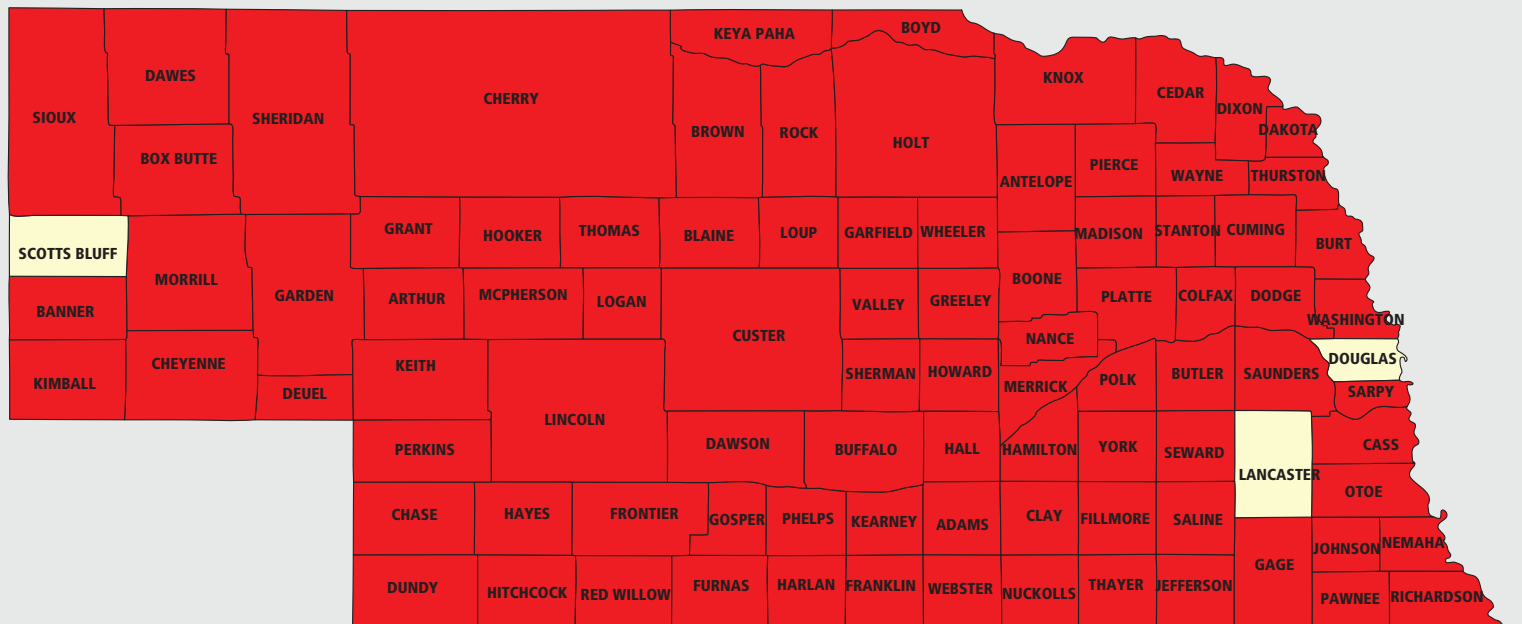 BOYD
KEYA PAHA
DAWES
KNOX
CHERRY
CEDAR
DIXON
SIOUX
SHERIDAN
DAKOTA
BROWN
ROCK
HOLT
BOX BUTTE
PIERCE
WAYNE
THURSTON
ANTELOPE
GRANT
HOOKER
THOMAS
BLAINE
LOUP
GARFIELD
WHEELER
MADISON
STANTON
CUMING
BURT
SCOTTS BLUFF
MORRILL
GARDEN
ARTHUR
MCPHERSON
LOGAN
VALLEY
GREELEY
BOONE
PLATTE
COLFAX
DODGE
BANNER
WASHINGTON
CUSTER
NANCE
DOUGLAS
CHEYENNE
KEITH
SHERMAN
HOWARD
MERRICK
POLK
BUTLER
SAUNDERS
KIMBALL
DEUEL
SARPY
LINCOLN
PERKINS
DAWSON
BUFFALO
HALL
HAMILTON
YORK
SEWARD
CASS
LANCASTER
OTOE
CHASE
HAYES
FRONTIER
GOSPER
PHELPS
KEARNEY
ADAMS
CLAY
FILLMORE
SALINE
JOHNSON
NEMAHA
GAGE
DUNDY
HITCHCOCK
RED WILLOW
FURNAS
HARLAN
FRANKLIN
WEBSTER
NUCKOLLS
THAYER
JEFFERSON
PAWNEE
RICHARDSON